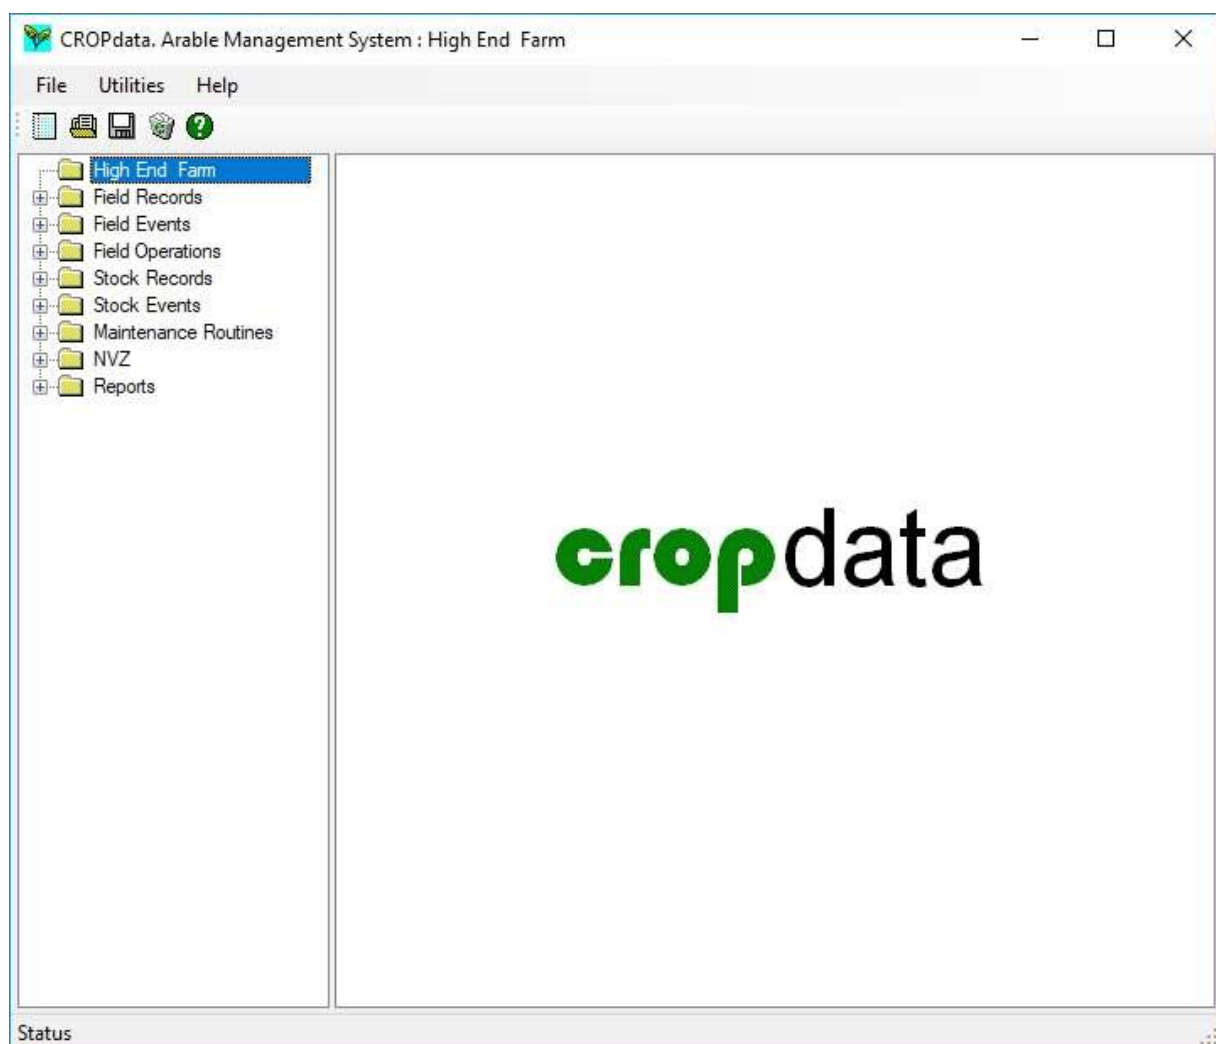 CROPdata. Arable Management System : High End  Farm
File Utilities Help
High End  Farm
Field Records
Field Events
Field Operations
Stock Records
Stock Events
Maintenance Routines
NVZ
Reports
cropdata
Status